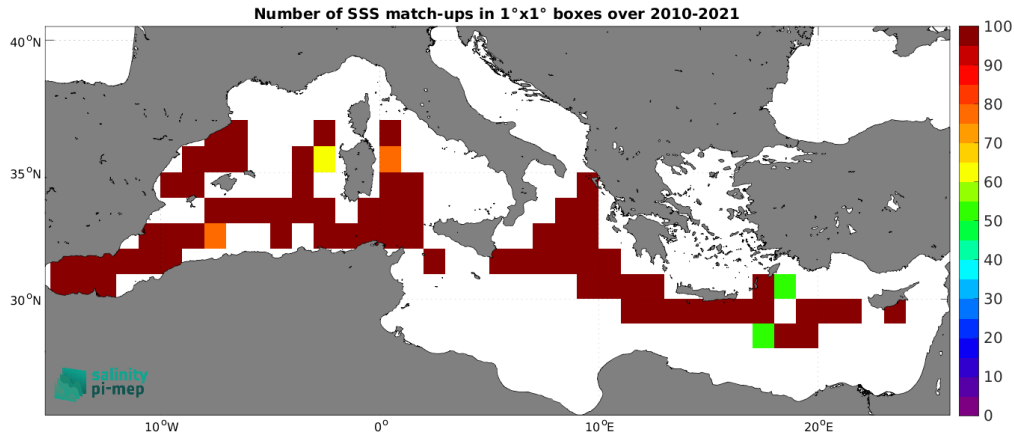 Number of SSS match-ups in 1°x1° boxes over 2010-2021
40°N
35°N
30°N
10°W
0°
10°E
20°E
100
90
80
70
60
50
40
30
20
10
0
salinity
pi-mep